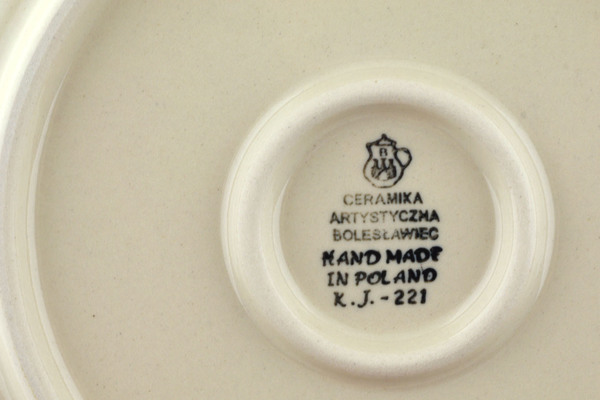 B
CERAMIKA
ARTYSTYCZNA
BOLESŁAWIEC
HAND MADE
IN POLAND
K.J.-221